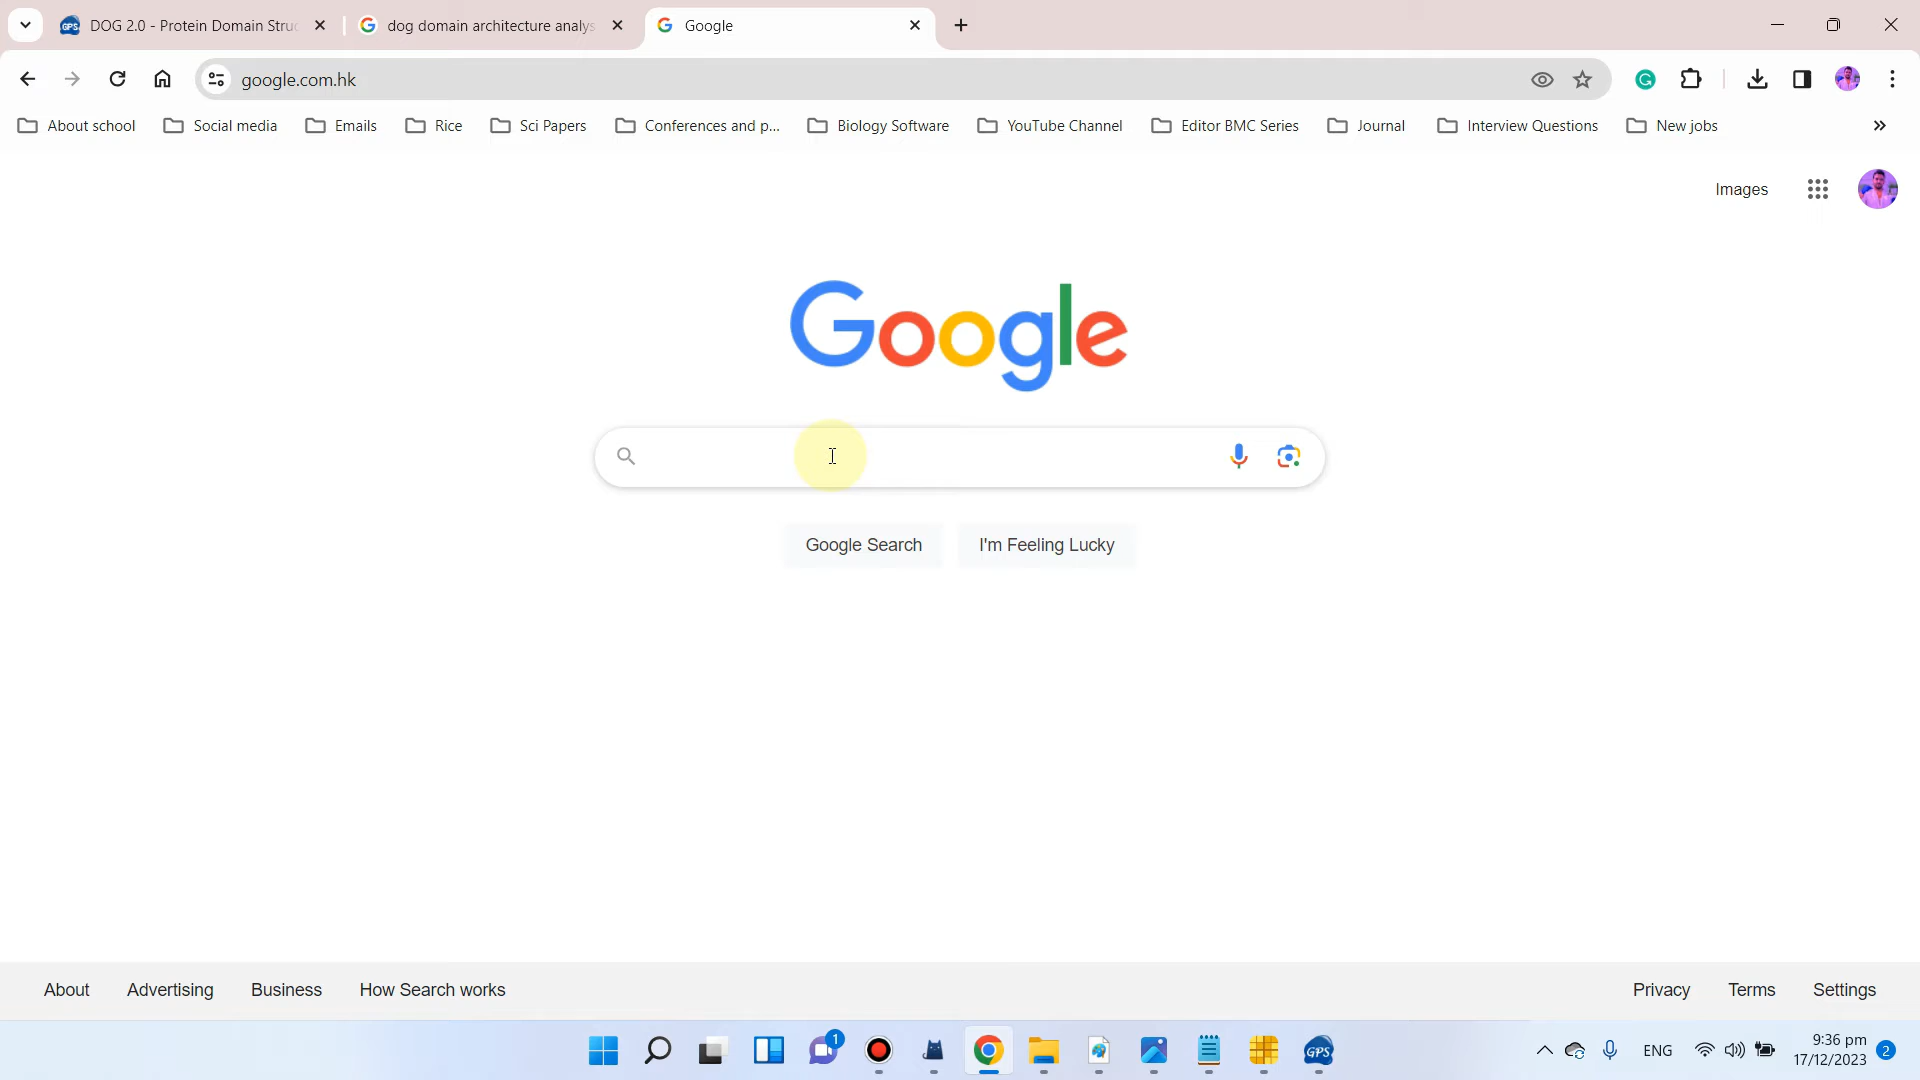 DOG 2.0 - Protein Domain Struc
dog domain architecture analys
Google
google.com.hk
About school
Social media
Emails
Rice
Sci Papers
Conferences and p...
Biology Software
YouTube Channel
Editor BMC Series
Journal
Interview Questions
New jobs
Images
Google
Google Search
I'm Feeling Lucky
About
Advertising
Business
How Search works
Privacy
Terms
Settings
1
GPS
ENG
9:36 pm
17/12/2023
2